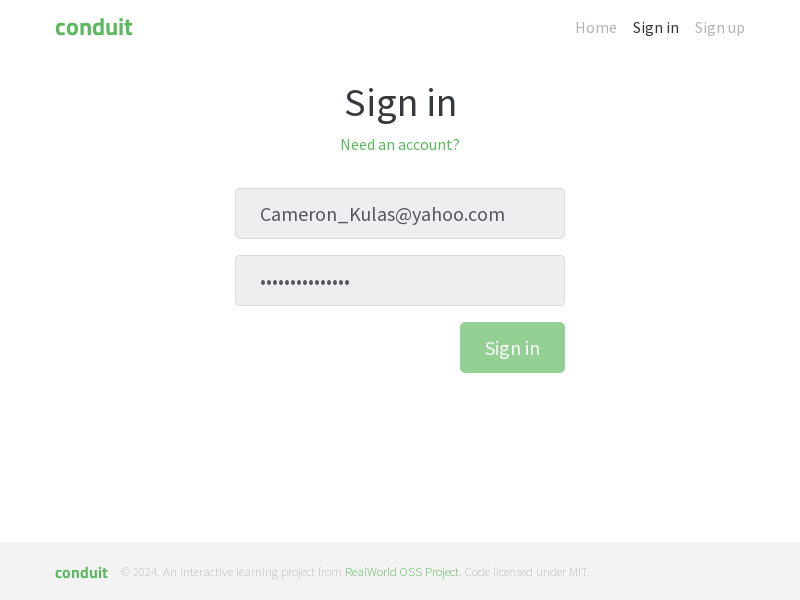 conduit
Home Sign in Sign up
Sign in
Need an account?
Cameron_Kulas@yahoo.com
•••••••••••••••
Sign in
conduit © 2024. An interactive learning project from RealWorld OSS Project. Code licensed under MIT.